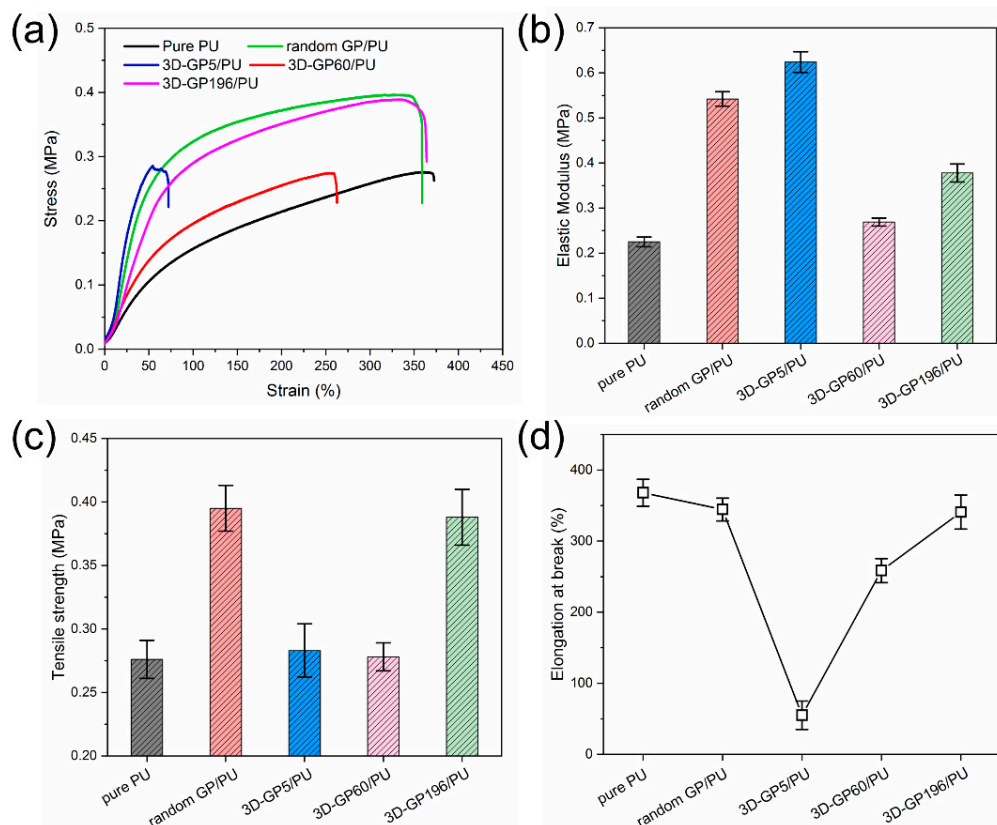 (a)
0.5
0.4
0.3
0.2
0.1
0.0
Stress (MPa)
Pure PU
random GP/PU
3D-GP5/PU
3D-GP60/PU
3D-GP196/PU
0 50 100 150 200 250 300 350 400 450
Strain (%)
(b)
0.7
0.6
0.5
0.4
0.3
0.2
0.1
0.0
Elastic Modulus (MPa)
pure PU
random GP/PU
3D-GP5/PU
3D-GP60/PU
3D-GP196/PU
(c)
0.45
0.40
0.35
0.30
0.25
0.20
Tensile strength (MPa)
pure PU
random GP/PU
3D-GP5/PU
3D-GP60/PU
3D-GP196/PU
(d)
400
300
200
100
0
Elongation at break (%)
pure PU
random GP/PU
3D-GP5/PU
3D-GP60/PU
3D-GP196/PU